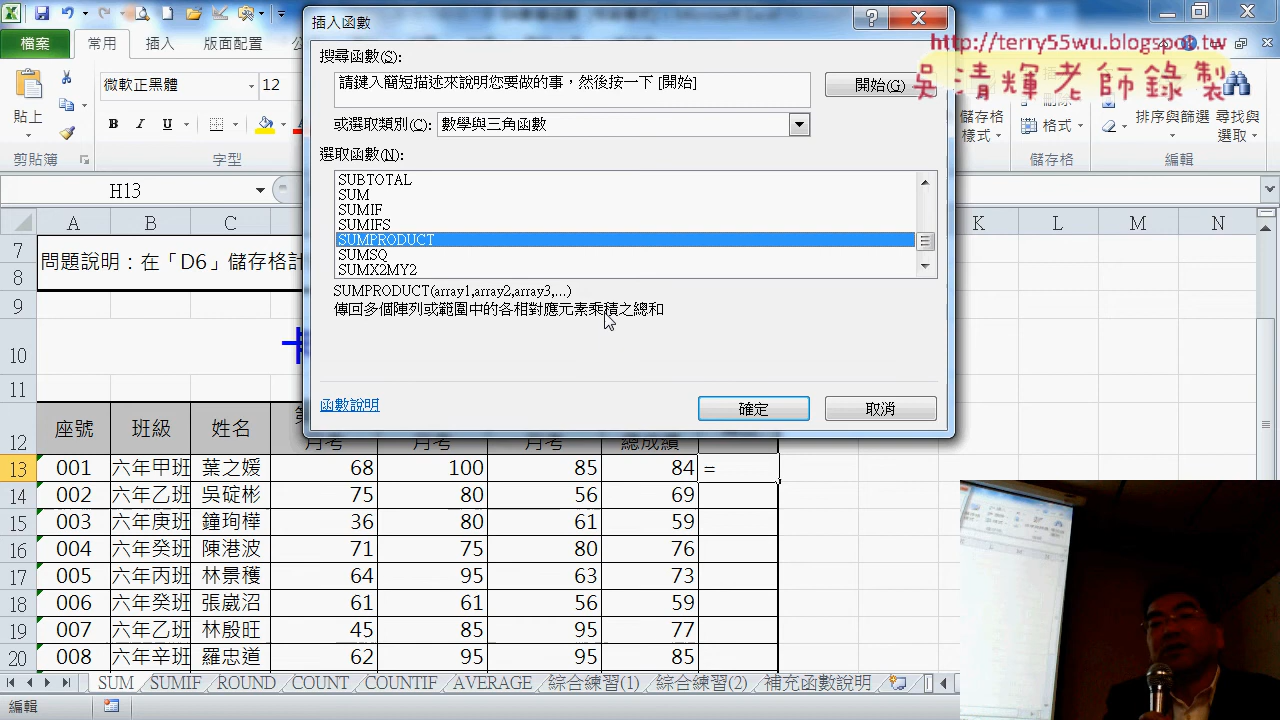 插入函數
http://terry55wu.blogspot.tw
吳清輝老師錄製
檔案
常用
插入
版面配置
搜尋函數(S):
請鍵入簡短描述來說明您要做的事，然後按一下 [開始]
開始(G)
或選取類別(C):
數學與三角函數
選取函數(N):
SUBTOTAL
SUM
SUMIF
SUMIFS
SUMPRODUCT
SUMSQ
SUMX2MY2
SUMPRODUCT(array1,array2,array3,...)
傳回多個陣列或範圍中的各相對應元素乘積之總和
函數說明
確定
取消
微軟正黑體
12
貼上
B I U
剪貼簿
字型
儲存格
樣式
格式
排序與篩選
尋找與
選取
儲存格
編輯
H13
A B C K L M N
7 問題說明：在「D6」儲存格計
8
9
10
11
12 座號 班級 姓名 月考 月考 月考 總成績
13 001 六年甲班 葉之媛 68 100 85 84 =
14 002 六年乙班 吳碇彬 75 80 56 69
15 003 六年庚班 鐘珣樺 36 80 61 59
16 004 六年癸班 陳港波 71 75 80 76
17 005 六年丙班 林景穫 64 95 63 73
18 006 六年癸班 張崴沼 61 61 56 59
19 007 六年乙班 林殷旺 45 85 95 77
20 008 六年辛班 羅忠道 62 95 95 85
SUM SUMIF ROUND COUNT COUNTIF AVERAGE 綜合練習(1) 綜合練習(2) 補充函數說明
編輯